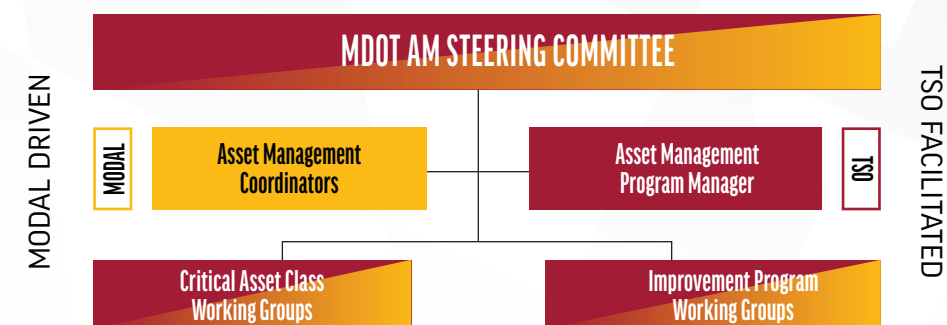 MDOT AM STEERING COMMITTEE
MODAL DRIVEN
MODAL
Asset Management
Coordinators
Asset Management
Program Manager
TSO
TSO FACILITATED
Critical Asset Class
Working Groups
Improvement Program
Working Groups